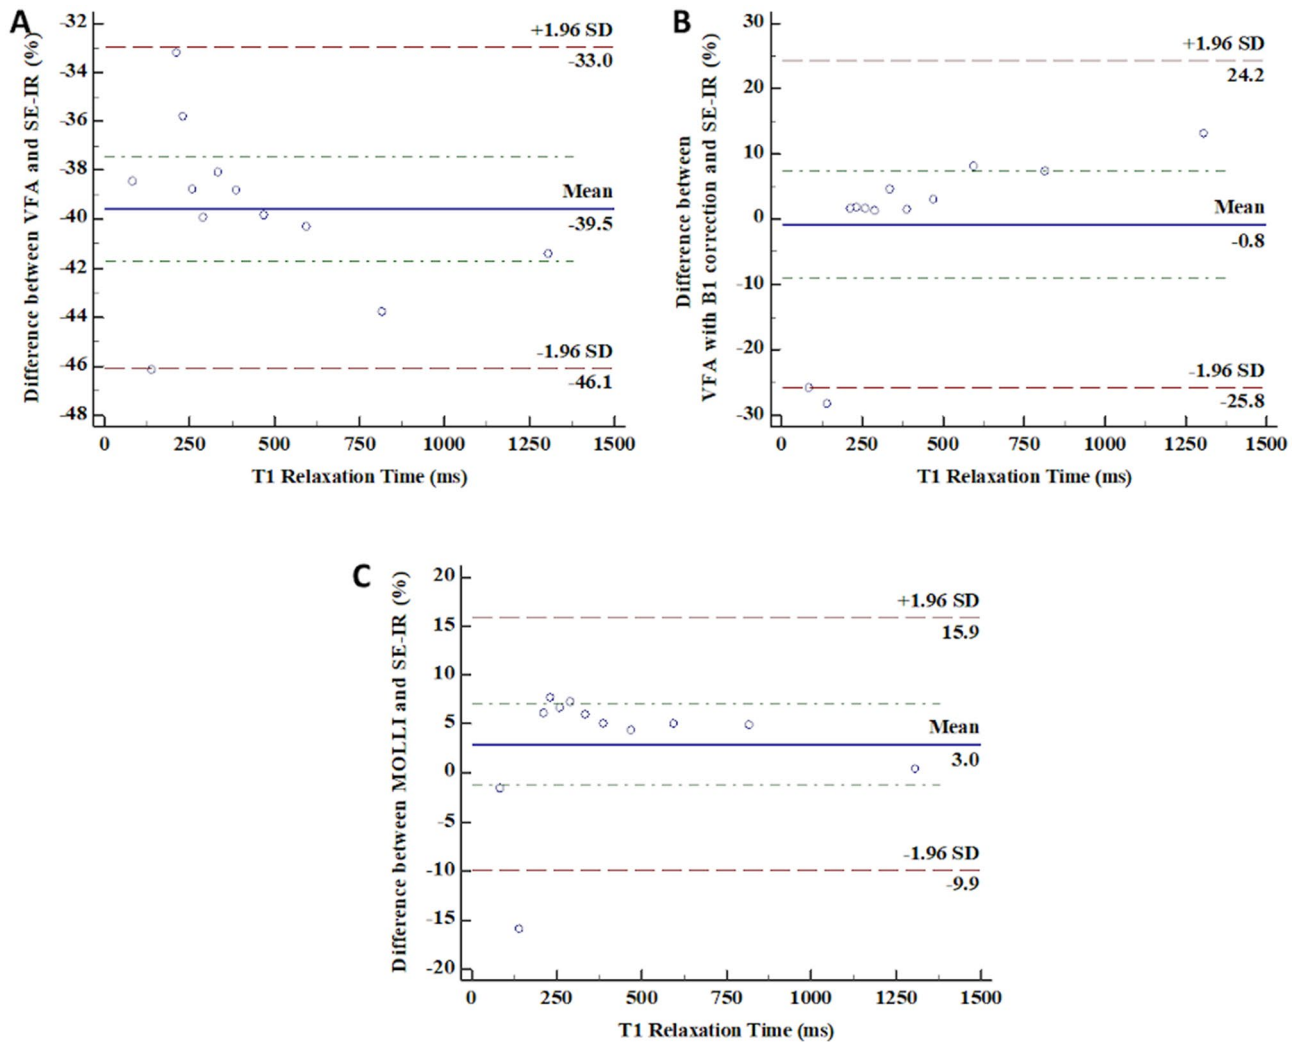 A
Difference between VFA and SE-IR (%)
-32
-34
-36
-38
-40
-42
-44
-46
-48
+1.96 SD
-33.0
Mean
-39.5
-1.96 SD
-46.1
0
250
500
750
1000
1250
1500
T1 Relaxation Time (ms)
B
Difference between
VFA with B1 correction and SE-IR (%)
30
20
10
0
-10
-20
-30
+1.96 SD
24.2
Mean
-0.8
-1.96 SD
-25.8
0
250
500
750
1000
1250
1500
T1 Relaxation Time (ms)
C
Difference between MOLLI and SE-IR (%)
20
15
10
5
0
-5
-10
-15
-20
+1.96 SD
15.9
Mean
3.0
-1.96 SD
-9.9
0
250
500
750
1000
1250
1500
T1 Relaxation Time (ms)